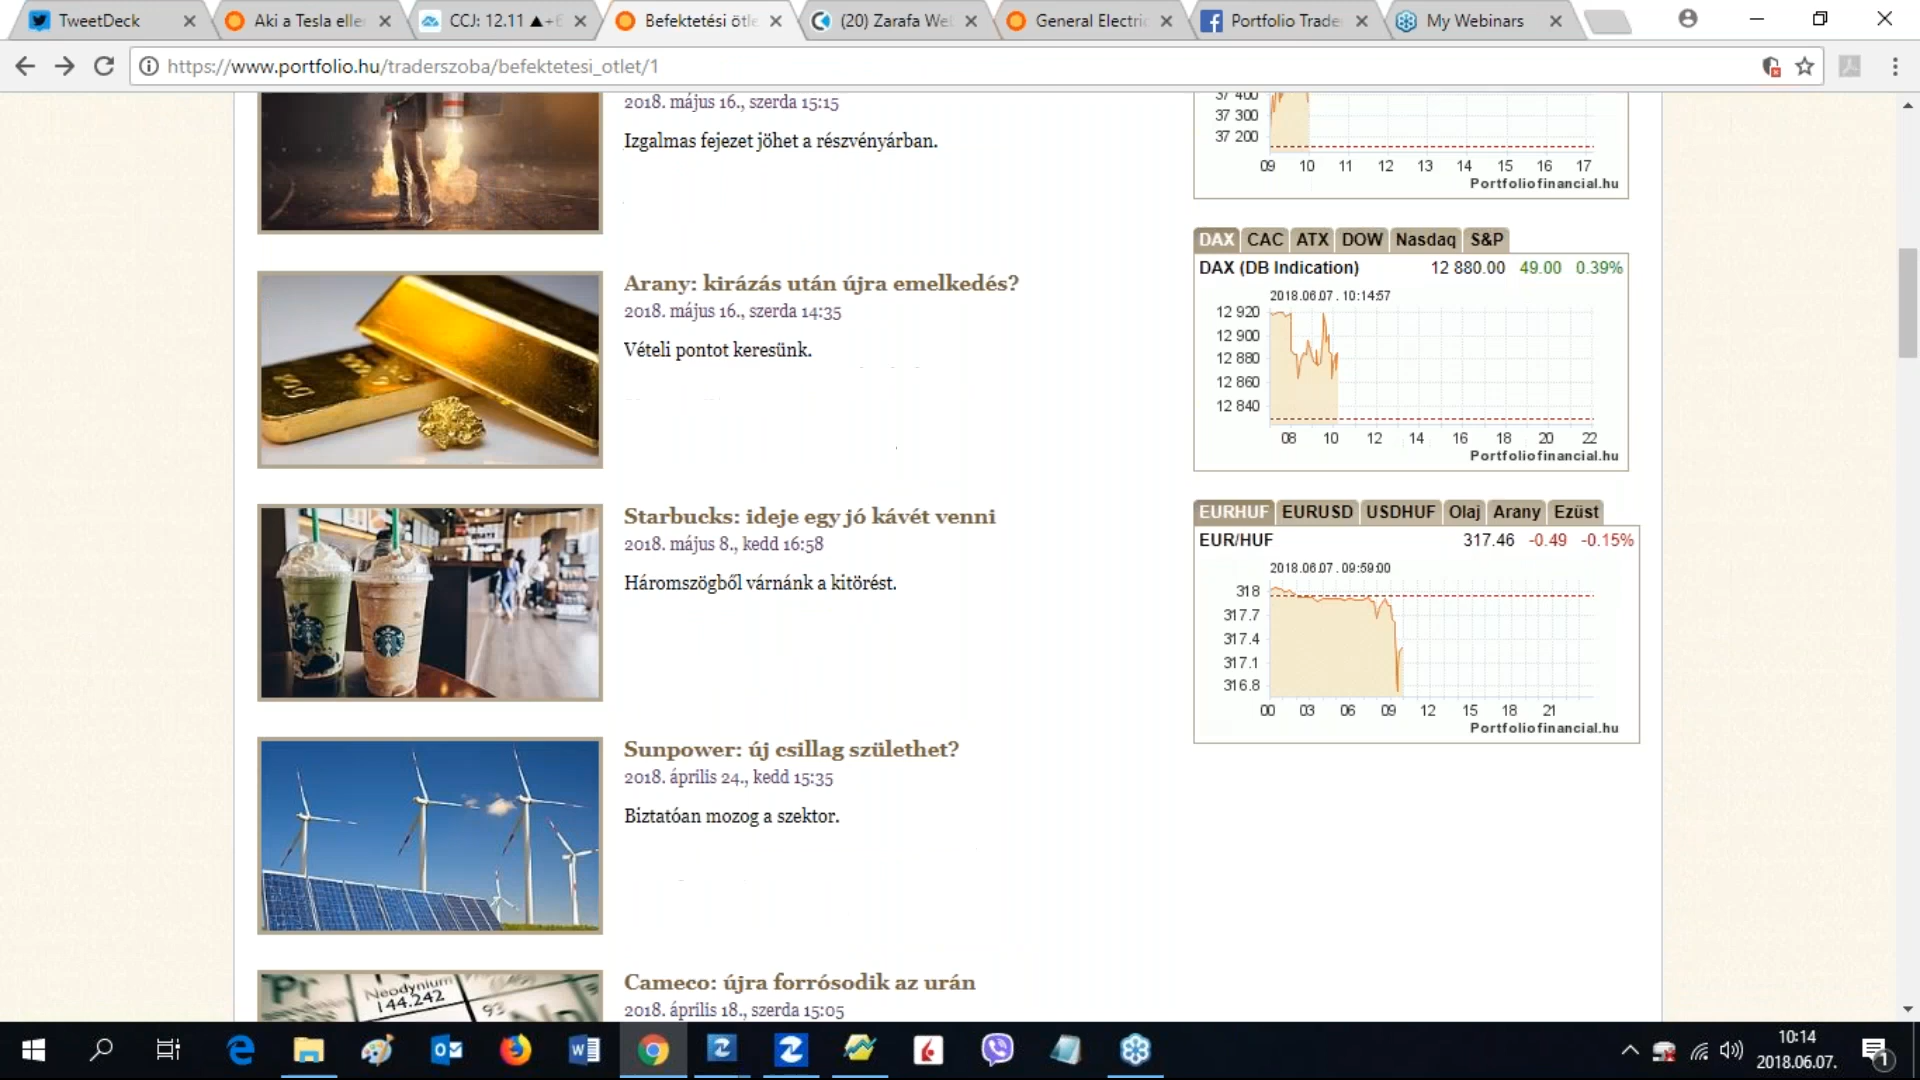 TweetDeck
Aki a Tesla elle
CCJ: 12.11 ▲+6
Befektetési ötle
(20) Zarafa We
General Electric
Portfolio Trade
My Webinars
https://www.portfolio.hu/traderszoba/befektetesi_otlet/1
2018. május 16., szerda 15:15
Izgalmas fejezet jöhet a részvényárban.
Arany: kirázás után újra emelkedés?
2018. május 16., szerda 14:35
Vételi pontot keresünk.
Starbucks: ideje egy jó kávét venni
2018. május 8., kedd 16:58
Háromszögből várnánk a kitörést.
Sunpower: új csillag születhet?
2018. április 24., kedd 15:35
Biztatóan mozog a szektor.
Neodynium
144.242
Pr
93
Cameco: újra forrósodik az urán
2018. április 18., szerda 15:05
37 400
37 300
37 200
09 10 11 12 13 14 15 16 17
Portfoliofinancial.hu
DAX CAC ATX DOW Nasdaq S&P
DAX (DB Indication) 12 880.00 49.00 0.39%
2018.06.07. 10:14:57
12 920
12 900
12 880
12 860
12 840
08 10 12 14 16 18 20 22
Portfoliofinancial.hu
EURHUF EURUSD USDHUF Olaj Arany Ezüst
EUR/HUF 317.46 -0.49 -0.15%
2018.06.07. 09:59:00
318
317.7
317.4
317.1
316.8
00 03 06 09 12 15 18 21
Portfoliofinancial.hu
10:14
2018.06.07.
1